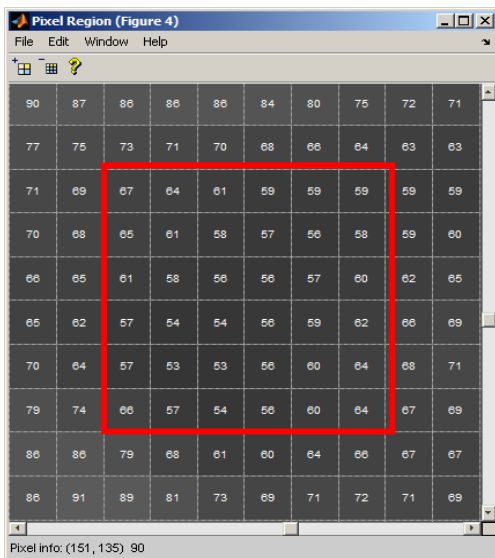 Pixel Region (Figure 4)
File Edit Window Help
90 87 86 86 86 84 80 75 72 71
77 75 73 71 70 68 66 64 63 63
71 69 67 64 61 59 59 59 59 59
70 68 65 61 58 57 56 58 59 60
66 65 61 58 56 56 57 60 62 65
65 62 57 54 54 56 59 62 66 69
70 64 57 53 53 56 60 64 68 71
79 74 66 57 54 56 60 64 67 69
86 86 79 68 61 60 64 66 67 67
86 91 89 81 73 69 71 72 71 69
Pixel info: (151, 135) 90